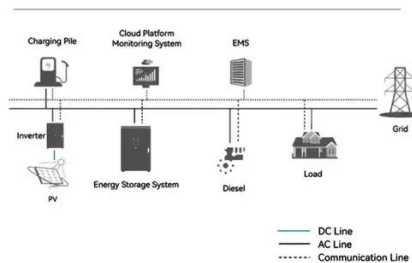 Charging Pile
Cloud Platform
Monitoring System
EMS
Grid
Inverter
PV
Energy Storage System
Diesel
Load
DC Line
AC Line
Communication Line